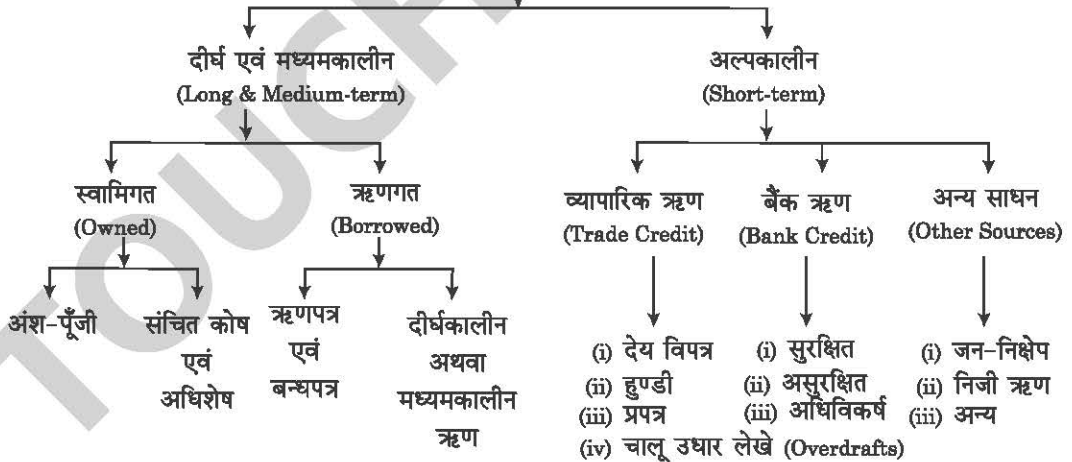 दीर्घ एवं मध्यमकालीन
(Long & Medium-term)
अल्पकालीन
(Short-term)
स्वामिगत
(Owned)
ऋणगत
(Borrowed)
व्यापारिक ऋण
(Trade Credit)
बैंक ऋण
(Bank Credit)
अन्य साधन
(Other Sources)
अंश-पूँजी
संचित कोष
एवं
अधिशेष
ऋणपत्र
एवं
बन्धपत्र
दीर्घकालीन
अथवा
मध्यमकालीन
ऋण
(i) देय विपत्र
(ii) हुण्डी
(iii) प्रपत्र
(iv) चालू उधार लेखे
(i) सुरक्षित
(ii) असुरक्षित
(iii) अधिविकर्ष
(Overdrafts)
(i) जन-निक्षेप
(ii) निजी ऋण
(iii) अन्य
TOUCH